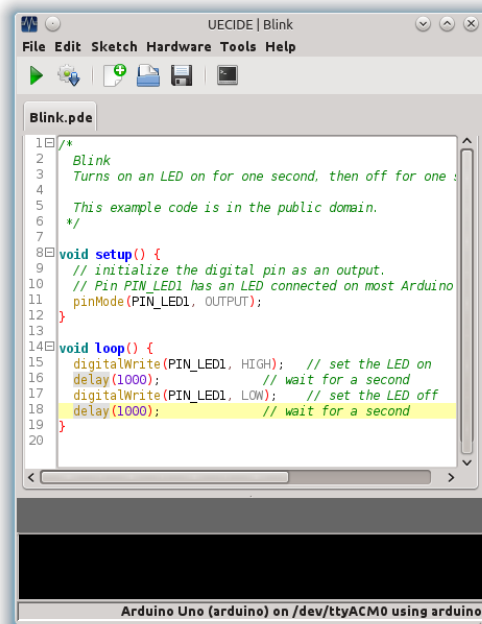 UECIDE | Blink
File Edit Sketch Hardware Tools Help
Blink.pde
1 /*
2 Blink
3 Turns on an LED on for one second, then off for one
4
5 This example code is in the public domain.
6 */
7
8 void setup() {
9 // initialize the digital pin as an output.
10 // Pin PIN_LED1 has an LED connected on most Arduino
11 pinMode(PIN_LED1, OUTPUT);
12 }
13
14 void loop() {
15 digitalWrite(PIN_LED1, HIGH); // set the LED on
16 delay(1000); // wait for a second
17 digitalWrite(PIN_LED1, LOW); // set the LED off
18 delay(1000); // wait for a second
19 }
20
Arduino Uno (arduino) on /dev/ttyACM0 using arduino